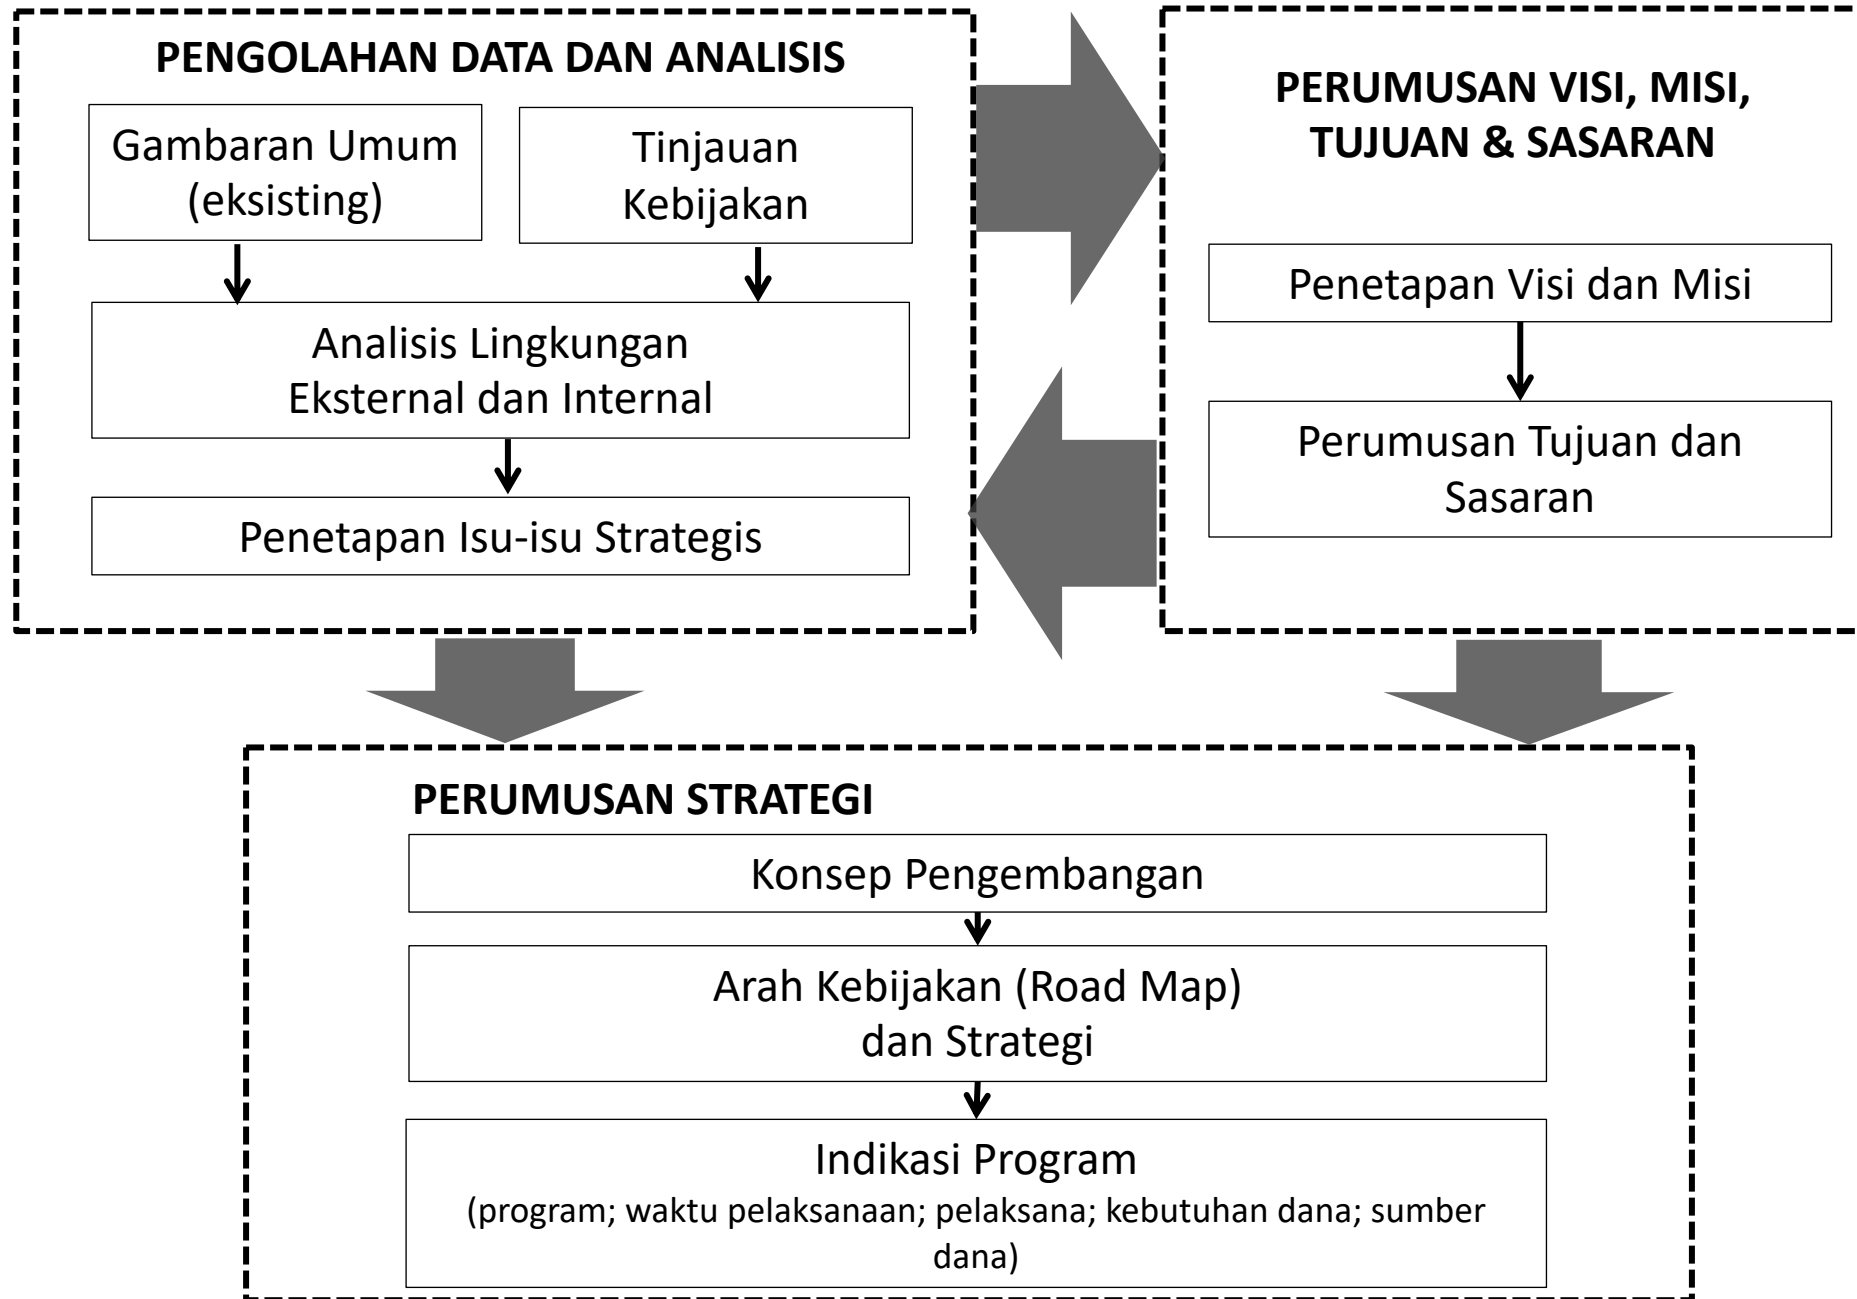 PENGOLAHAN DATA DAN ANALISIS
Gambaran Umum
(eksisting)
Tinjauan
Kebijakan
Analisis Lingkungan
Eksternal dan Internal
Penetapan Isu-isu Strategis
PERUMUSAN VISI, MISI,
TUJUAN & SASARAN
Penetapan Visi dan Misi
Perumusan Tujuan dan
Sasaran
PERUMUSAN STRATEGI
Konsep Pengembangan
Arah Kebijakan (Road Map)
dan Strategi
Indikasi Program
(program; waktu pelaksanaan; pelaksana; kebutuhan dana; sumber
dana)